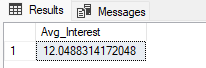 Results Messages
Avg_Interest
1 12.0488314172048